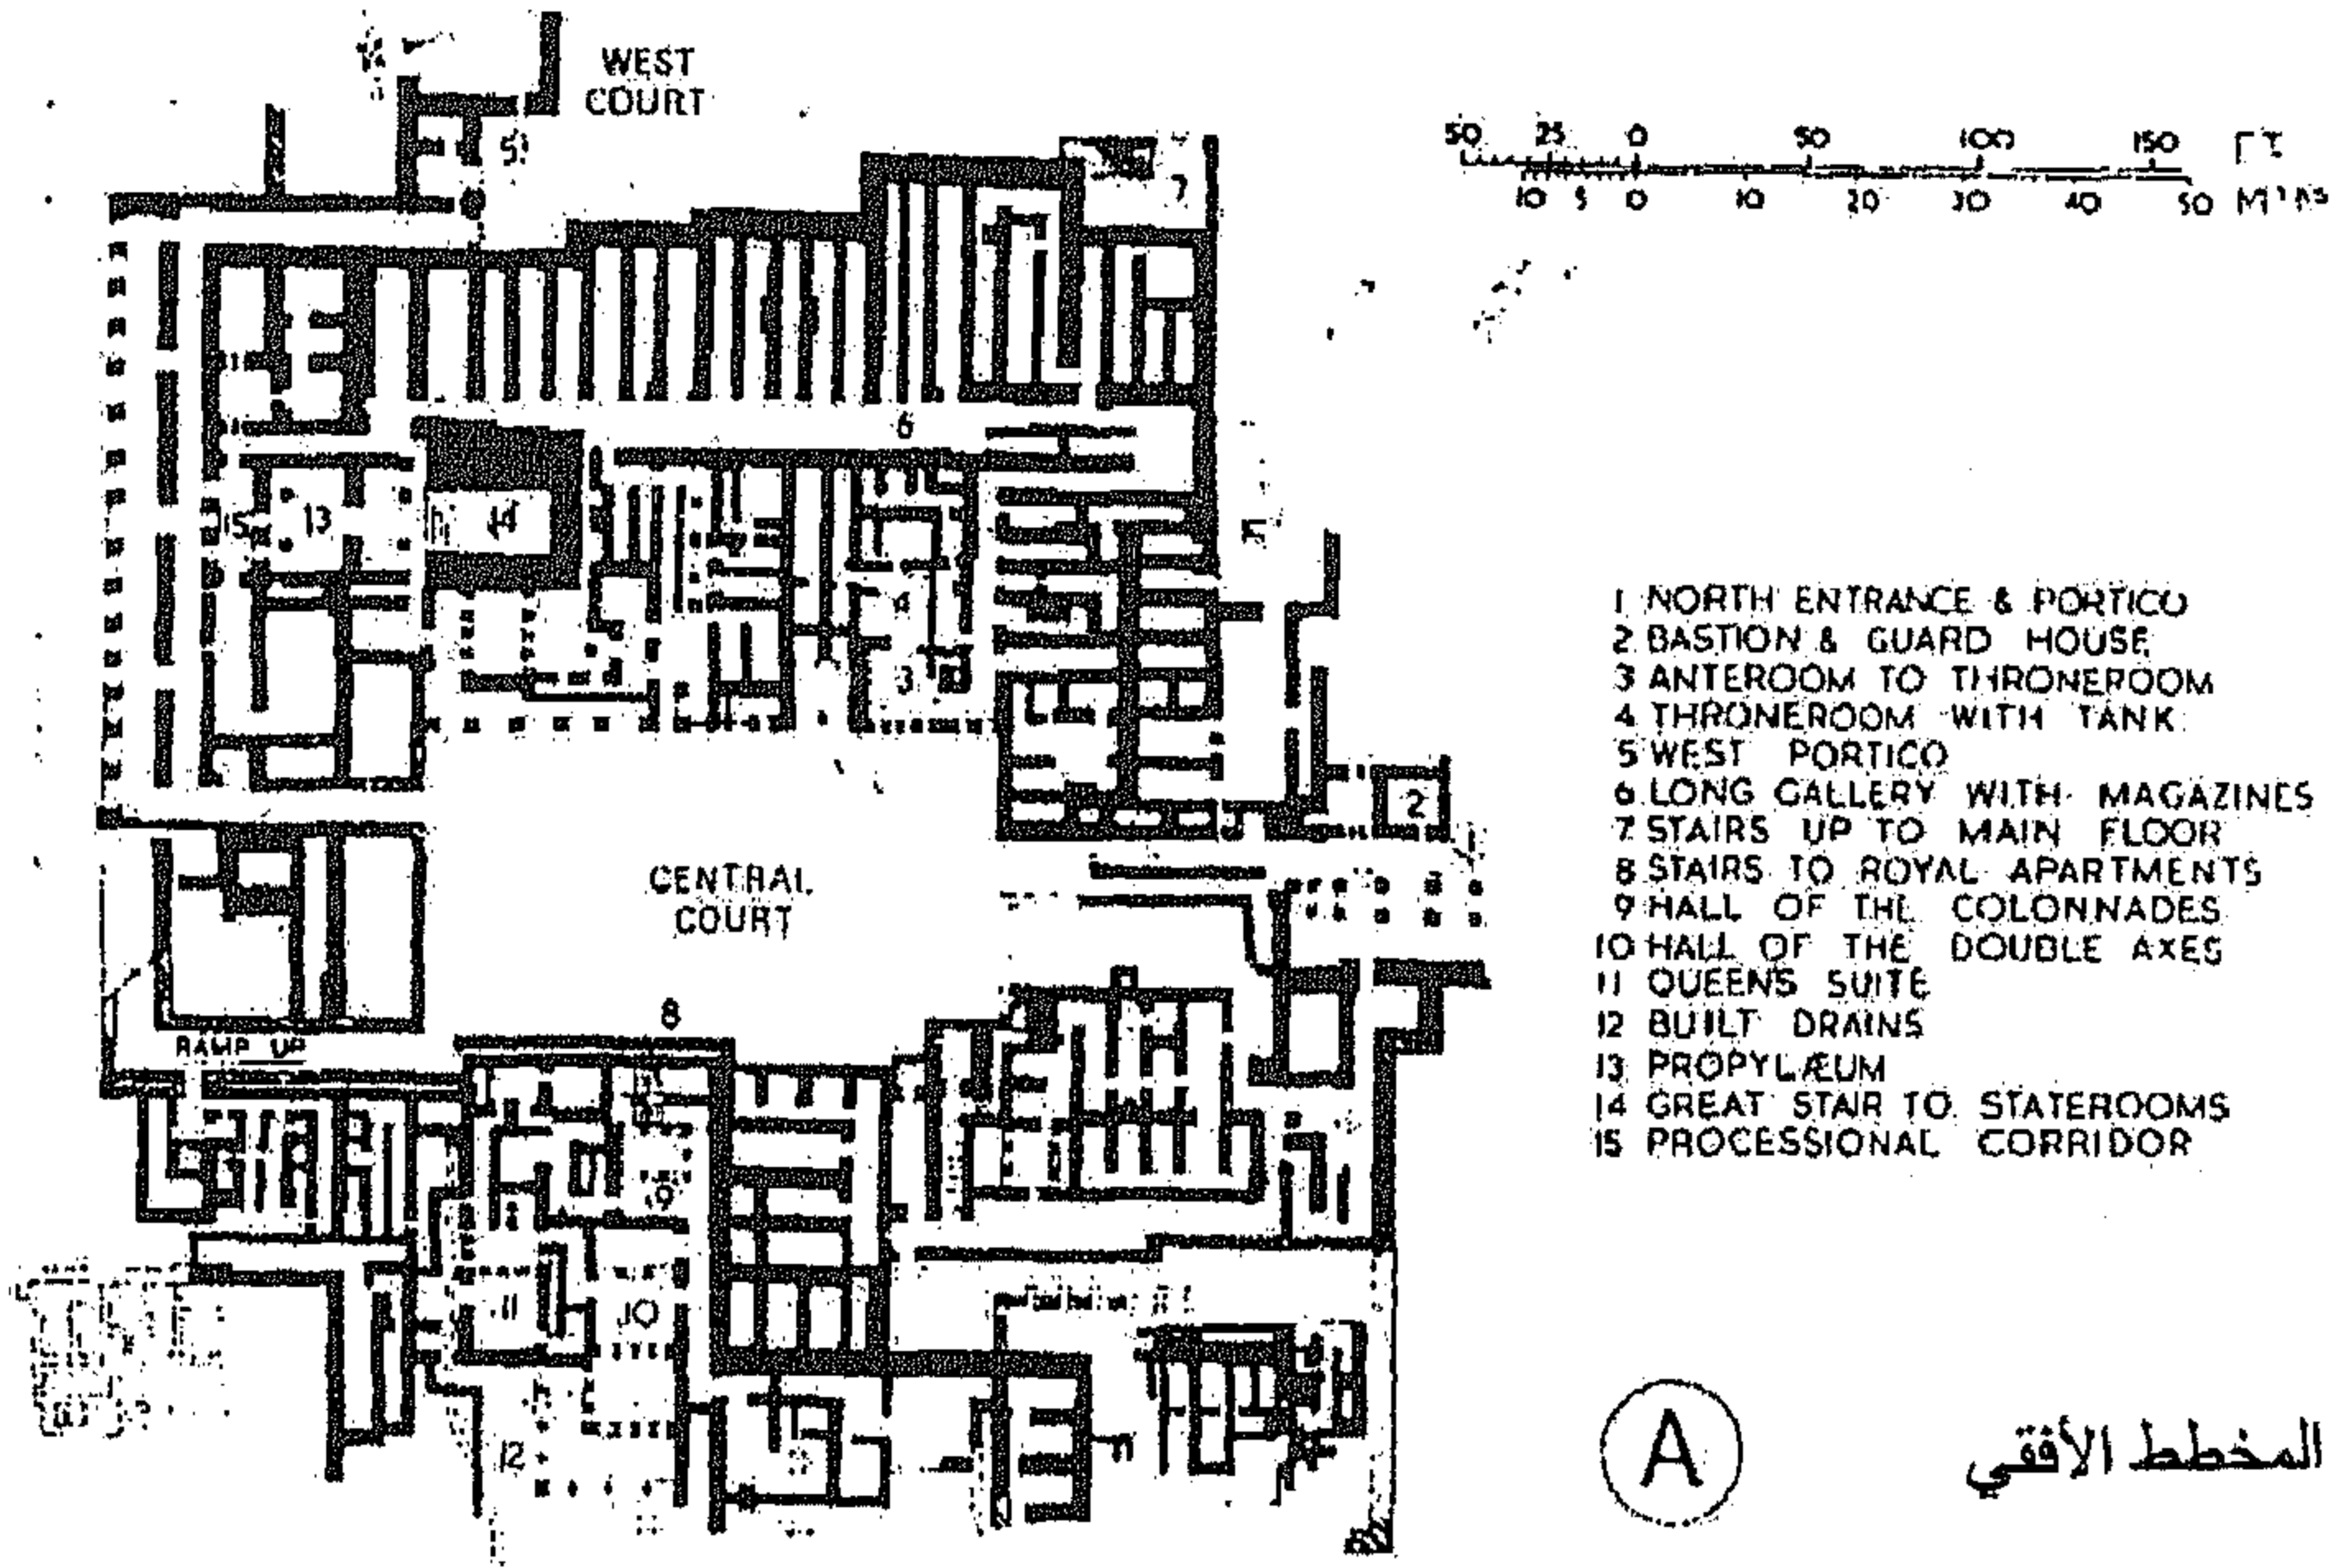 WEST
COURT
5
7
50 25 0 50 100 150 FT
10 5 0 10 20 30 40 50
6
15
13
14
4
3
2
1
CENTRAL
COURT
8
RAMP UP
9
11
10
12
1 NORTH ENTRANCE & PORTICO
2 BASTION & GUARD HOUSE
3 ANTEROOM TO THRONEROOM
4 THRONEROOM WITH TANK
5 WEST PORTICO
6 LONG GALLERY WITH MAGAZINES
7 STAIRS UP TO MAIN FLOOR
8 STAIRS TO ROYAL APARTMENTS
9 HALL OF THE COLONNADES
10 HALL OF THE DOUBLE AXES
11 QUEENS SUITE
12 BUILT DRAINS
13 PROPYLÆUM
14 GREAT STAIR TO STATEROOMS
15 PROCESSIONAL CORRIDOR
A
المخطط الأفقي